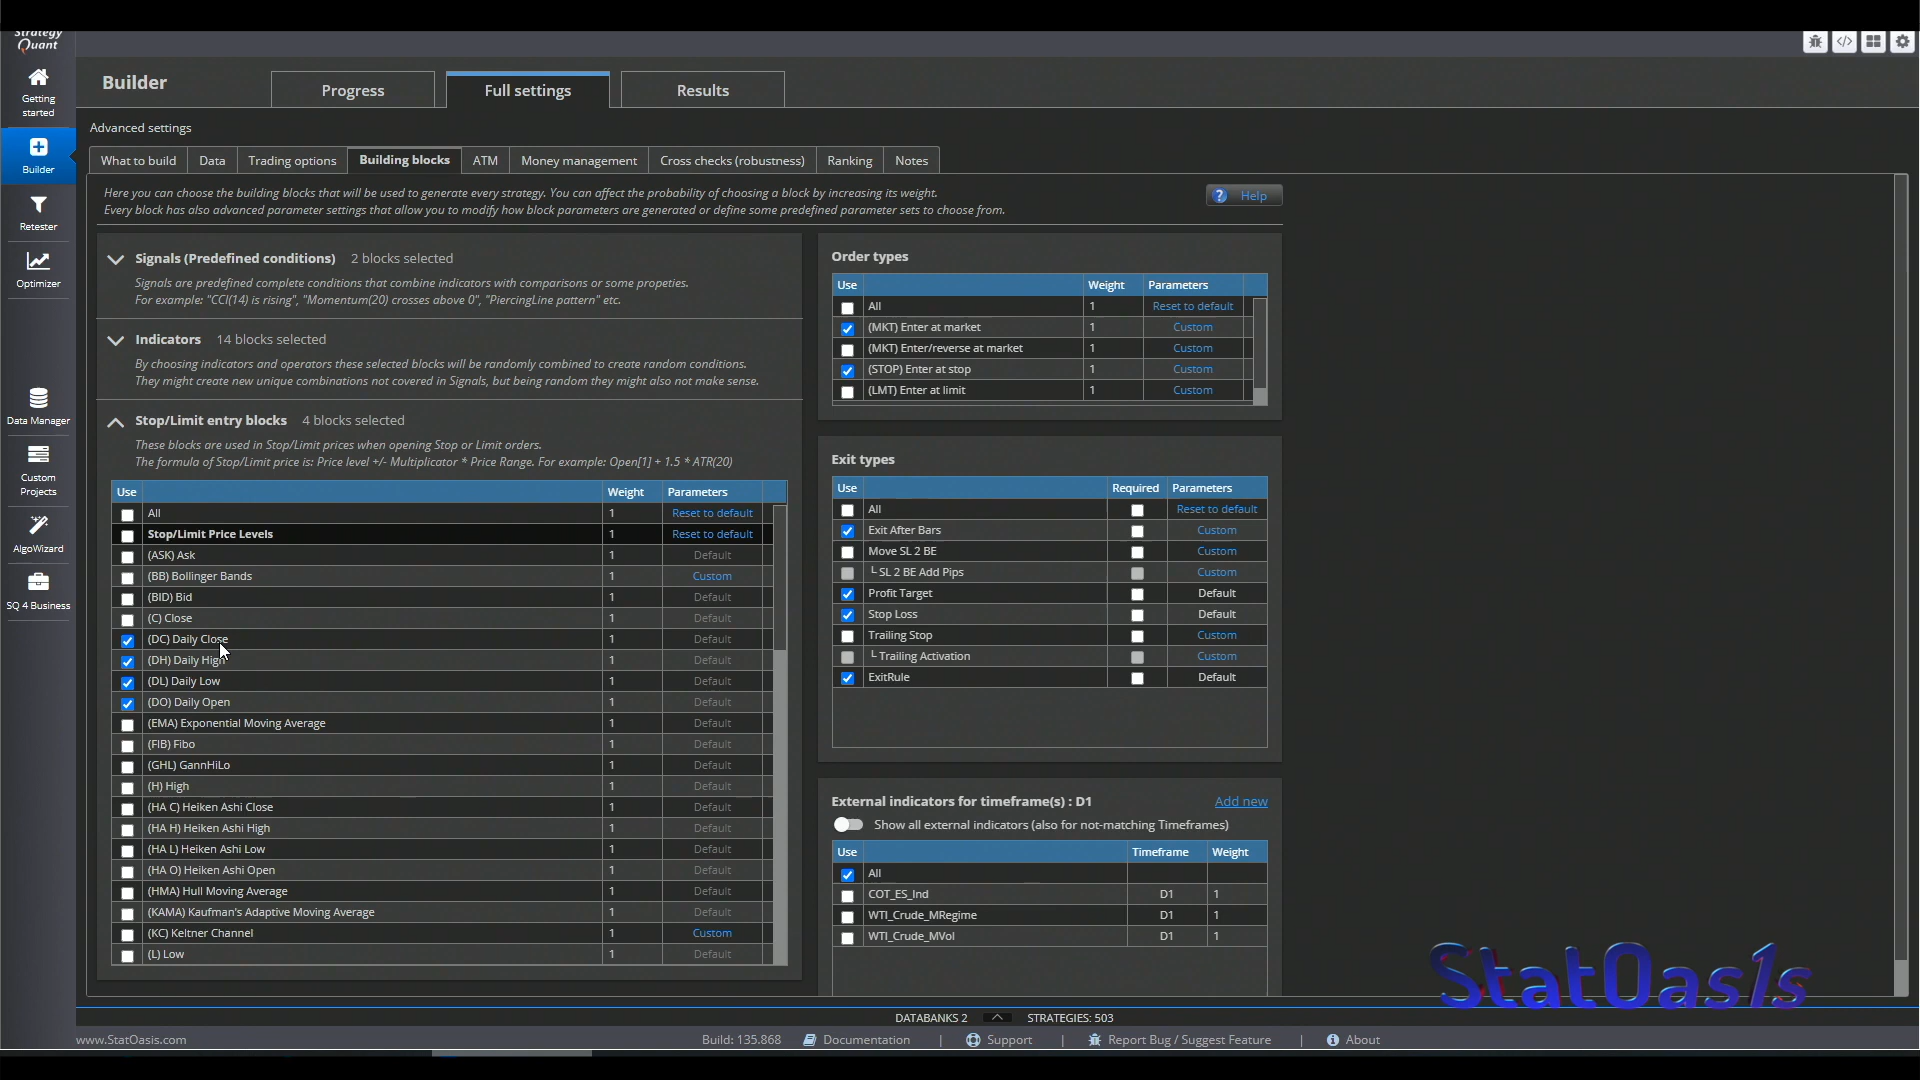 Strategy
Quant
Getting
started
Builder
Retester
Optimizer
Data Manager
Custom
Projects
AlgoWizard
SQ 4 Business
Builder
Progress
Full settings
Results
Advanced settings
What to build
Data
Trading options
Building blocks
ATM
Money management
Cross checks (robustness)
Ranking
Notes
Here you can choose the building blocks that will be used to generate every strategy. You can affect the probability of choosing a block by increasing its weight.
Every block has also advanced parameter settings that allow you to modify how block parameters are generated or define some predefined parameter sets to choose from.
? Help
Signals (Predefined conditions) 2 blocks selected
Signals are predefined complete conditions that combine indicators with comparisons or some propeties.
For example: "CCI(14) is rising", "Momentum(20) crosses above 0", "PiercingLine pattern" etc.
Indicators 14 blocks selected
By choosing indicators and operators these selected blocks will be randomly combined to create random conditions.
They might create new unique combinations not covered in Signals, but being random they might also not make sense.
Stop/Limit entry blocks 4 blocks selected
These blocks are used in Stop/Limit prices when opening Stop or Limit orders.
The formula of Stop/Limit price is: Price level +/- Multiplicator * Price Range. For example: Open[1] + 1.5 * ATR(20)
Use Weight Parameters
All 1 Reset to default
Stop/Limit Price Levels 1 Reset to default
(ASK) Ask 1 Default
(BB) Bollinger Bands 1 Custom
(BID) Bid 1 Default
(C) Close 1 Default
(DC) Daily Close 1 Default
(DH) Daily High 1 Default
(DL) Daily Low 1 Default
(DO) Daily Open 1 Default
(EMA) Exponential Moving Average 1 Default
(FIB) Fibo 1 Default
(GHL) GannHiLo 1 Default
(H) High 1 Default
(HA C) Heiken Ashi Close 1 Default
(HA H) Heiken Ashi High 1 Default
(HA L) Heiken Ashi Low 1 Default
(HA O) Heiken Ashi Open 1 Default
(HMA) Hull Moving Average 1 Default
(KAMA) Kaufman's Adaptive Moving Average 1 Default
(KC) Keltner Channel 1 Custom
(L) Low 1 Default
Order types
Use Weight Parameters
All 1 Reset to default
(MKT) Enter at market 1 Custom
(MKT) Enter/reverse at market 1 Custom
(STOP) Enter at stop 1 Custom
(LMT) Enter at limit 1 Custom
Exit types
Use Required Parameters
All Reset to default
Exit After Bars Custom
Move SL 2 BE Custom
SL 2 BE Add Pips Custom
Profit Target Default
Stop Loss Default
Trailing Stop Custom
Trailing Activation Custom
ExitRule Default
External indicators for timeframe(s) : D1 Add new
Show all external indicators (also for not-matching Timeframes)
Use Timeframe Weight
All
COT_ES_Ind D1 1
WTI_Crude_MRegime D1 1
WTI_Crude_MVol D1 1
StatOas1s
DATABANKS 2 STRATEGIES: 503
www.StatOasis.com Build: 135.868 Documentation | Support | Report Bug / Suggest Feature | About